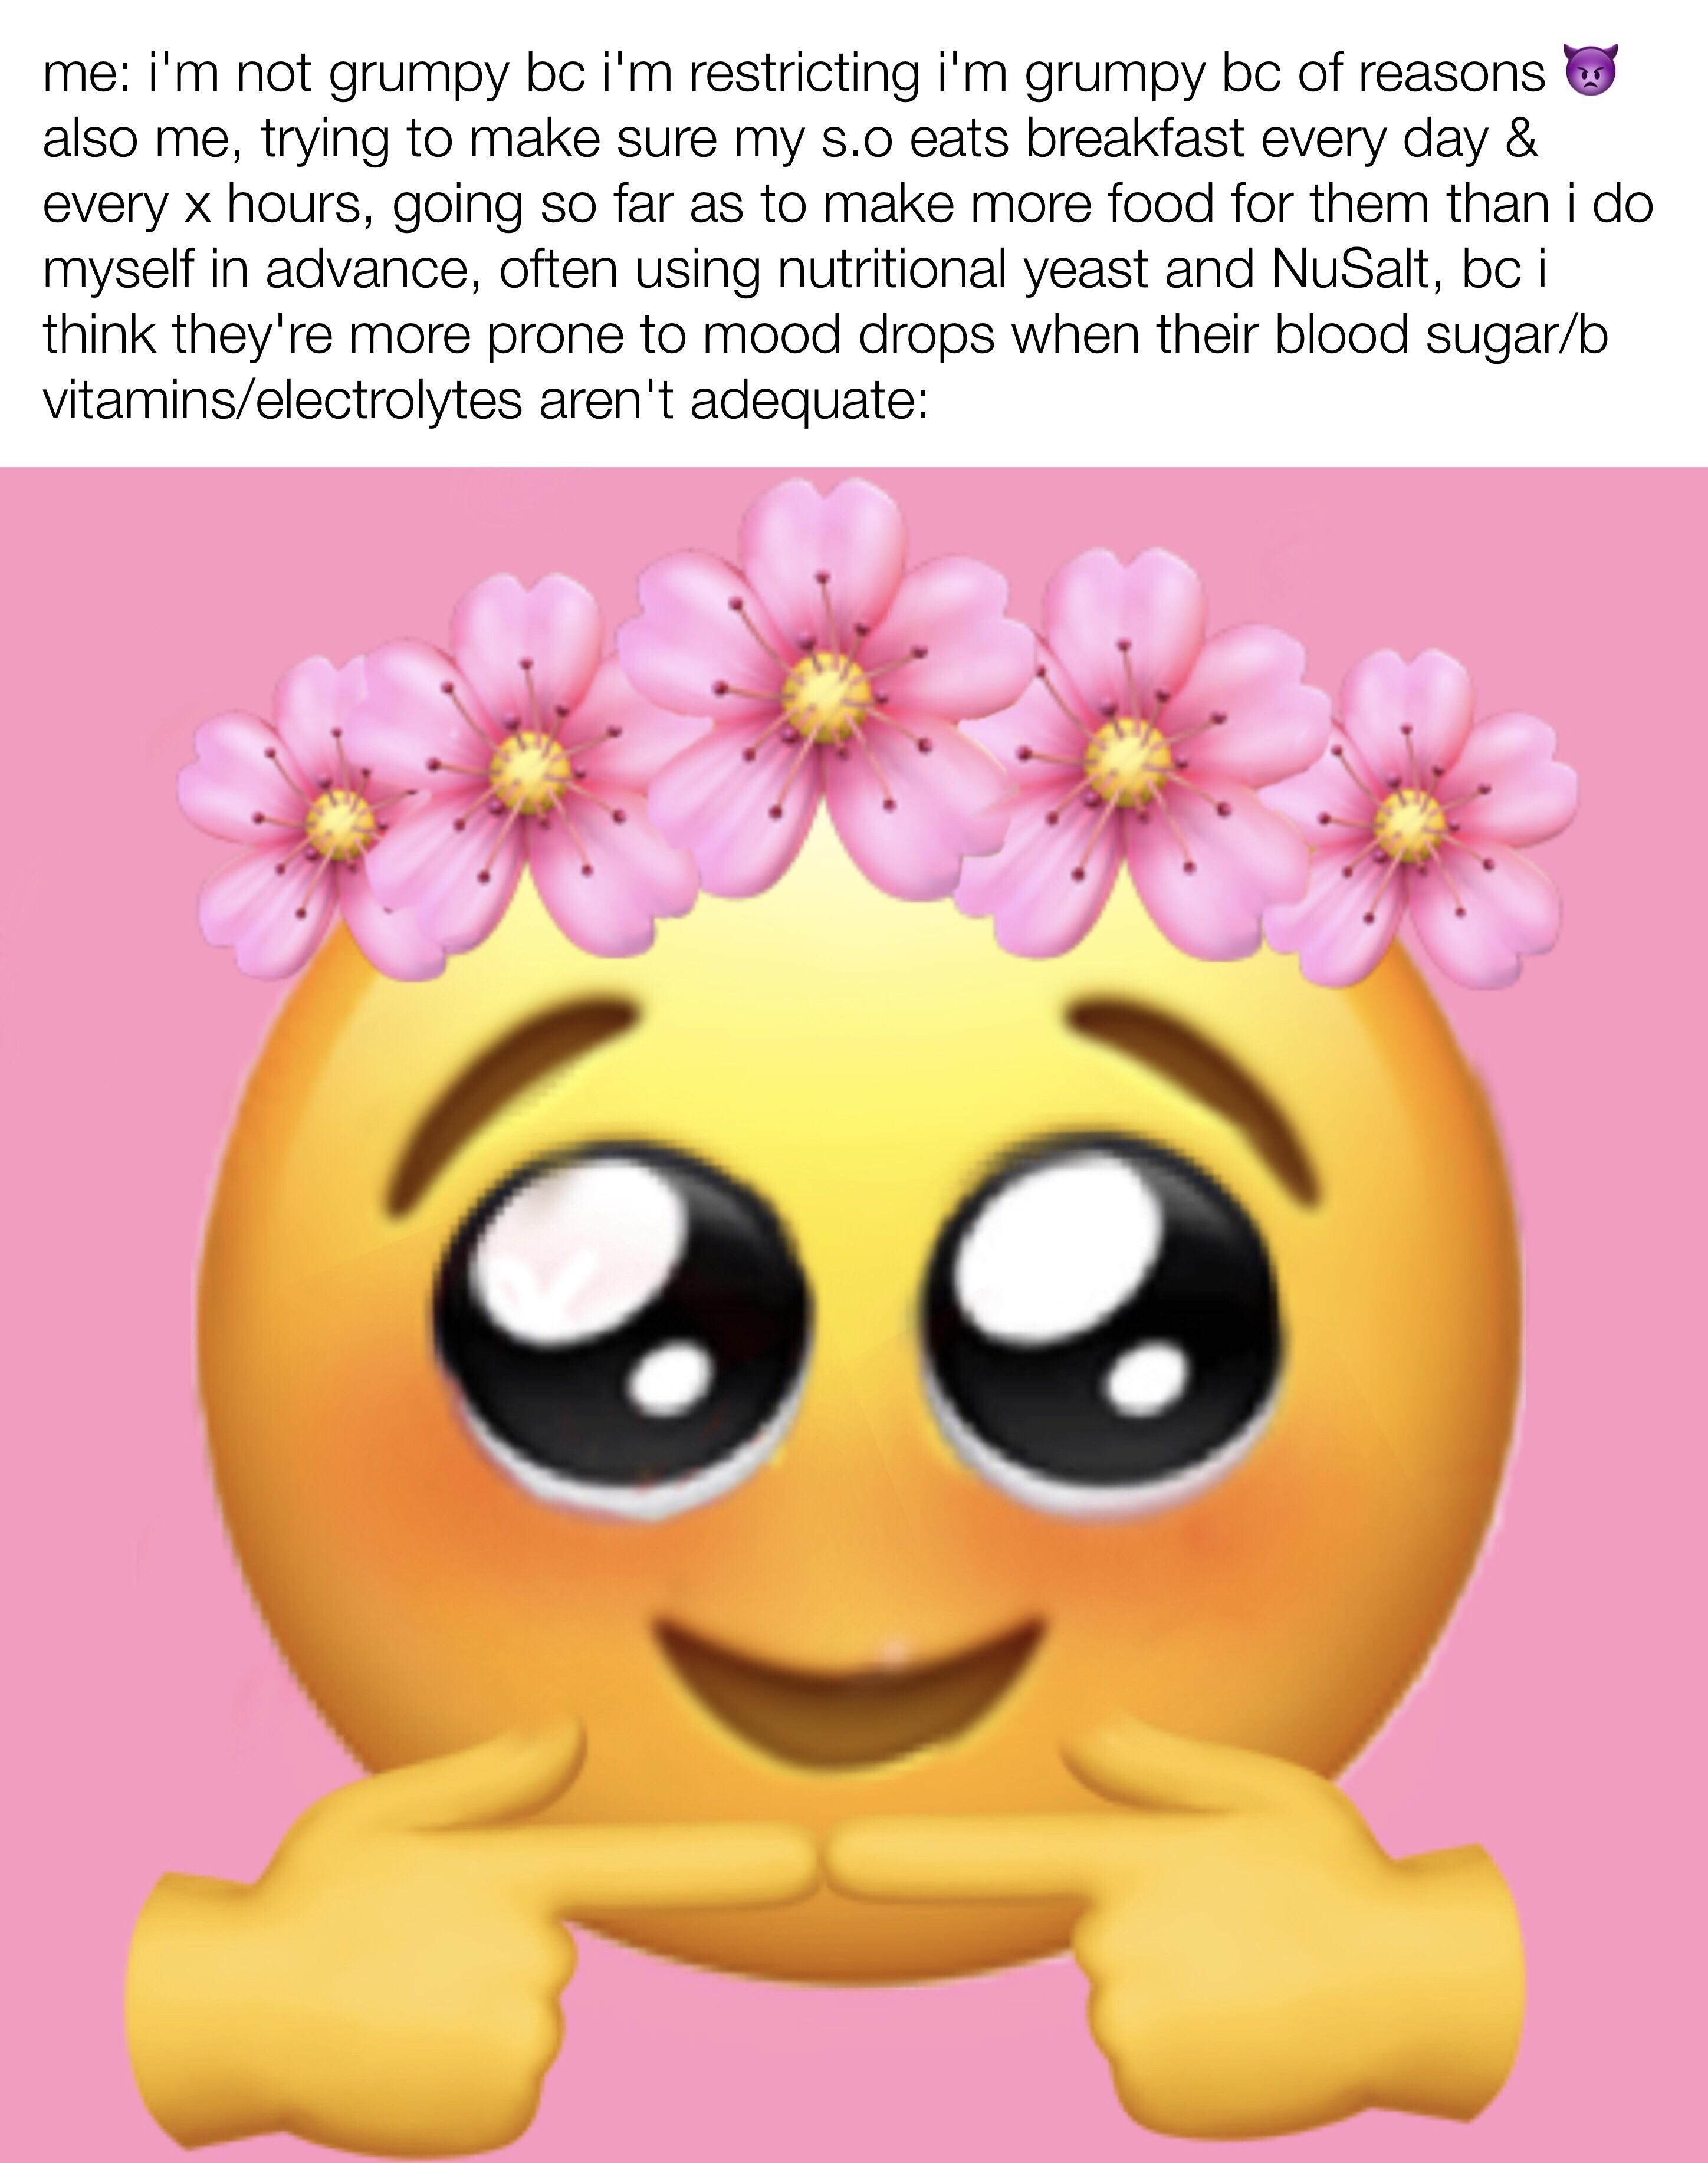 me: i'm not grumpy bc i'm restricting i'm grumpy bc of reasons 👿
also me, trying to make sure my s.o eats breakfast every day &
every x hours, going so far as to make more food for them than i do
myself in advance, often using nutritional yeast and NuSalt, bc i
think they're more prone to mood drops when their blood sugar/b
vitamins/electrolytes aren't adequate: